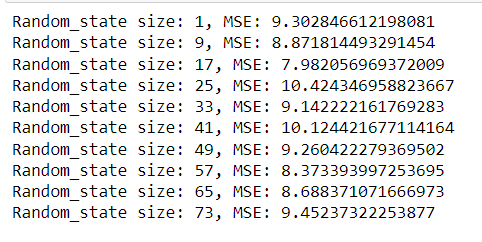 Random_state size: 1, MSE: 9.302846612198081
Random_state size: 9, MSE: 8.871814493291454
Random_state size: 17, MSE: 7.982056969372009
Random_state size: 25, MSE: 10.424346958823667
Random_state size: 33, MSE: 9.142222161769283
Random_state size: 41, MSE: 10.124421677114164
Random_state size: 49, MSE: 9.260422279369502
Random_state size: 57, MSE: 8.373393997253695
Random_state size: 65, MSE: 8.688371071666973
Random_state size: 73, MSE: 9.45237322253877